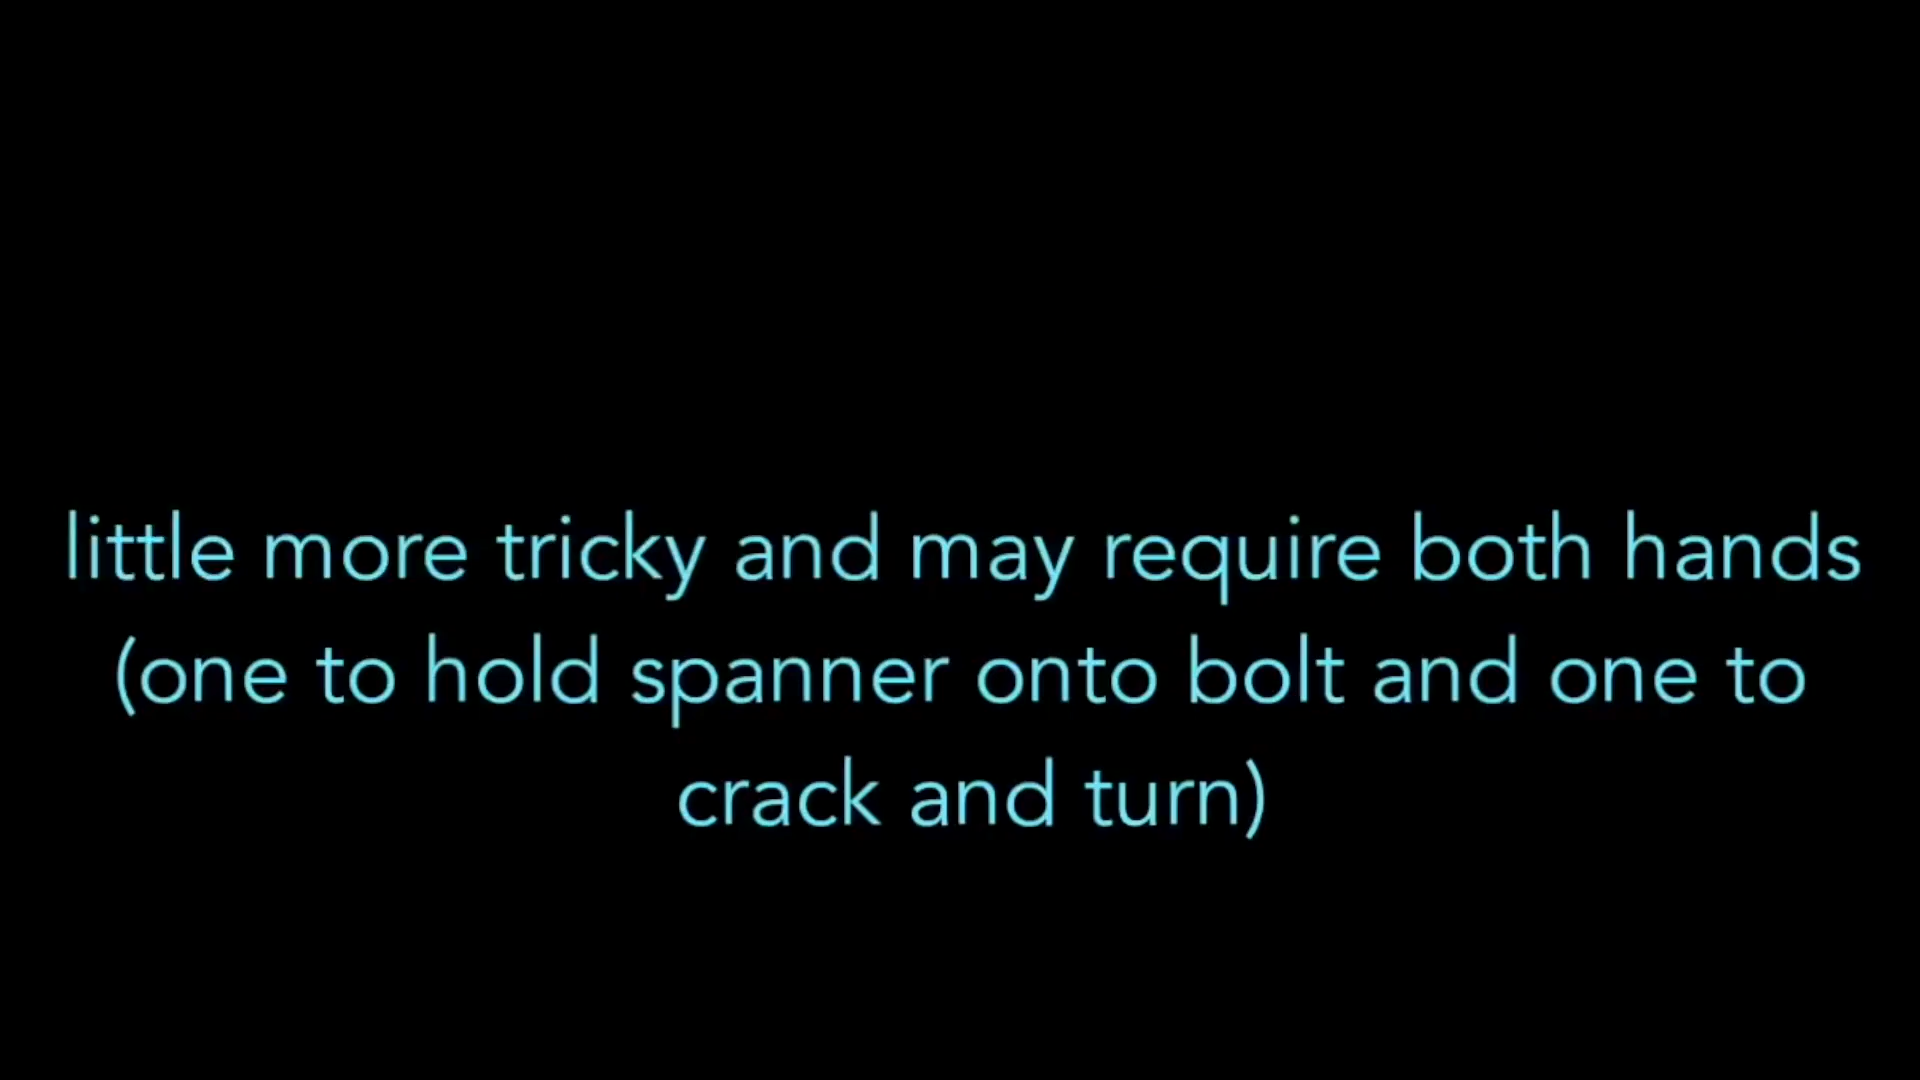 little more tricky and may require both hands
(one to hold spanner onto bolt and one to
crack and turn)